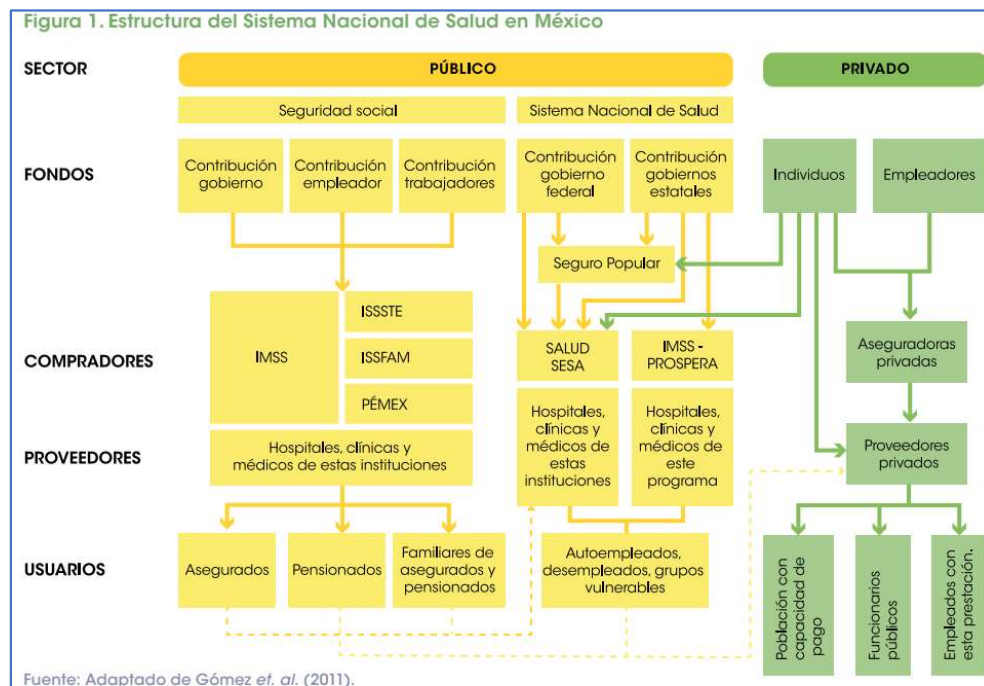 Figura 1. Estructura del Sistema Nacional de Salud en México
SECTOR
PÚBLICO
PRIVADO
Seguridad social
Sistema Nacional de Salud
FONDOS
Contribución
gobierno
Contribución
empleador
Contribución
trabajadores
Contribución
gobierno
federal
Contribución
gobiernos
estatales
Individuos
Empleadores
Seguro Popular
COMPRADORES
IMSS
ISSSTE
ISSFAM
PÉMEX
SALUD
SESA
IMSS -
PROSPERA
Aseguradoras
privadas
PROVEEDORES
Hospitales, clínicas y
médicos de estas instituciones
Hospitales,
clínicas y
médicos de
estas
instituciones
Hospitales,
clínicas y
médicos de
este
programa
Proveedores
privados
USUARIOS
Asegurados
Pensionados
Familiares de
asegurados y
pensionados
Autoempleados,
desempleados, grupos
vulnerables
Población con
capacidad de
pago
Funcionarios
públicos
Empleados con
esta prestación.
Fuente: Adaptado de Gómez et. al. (2011).